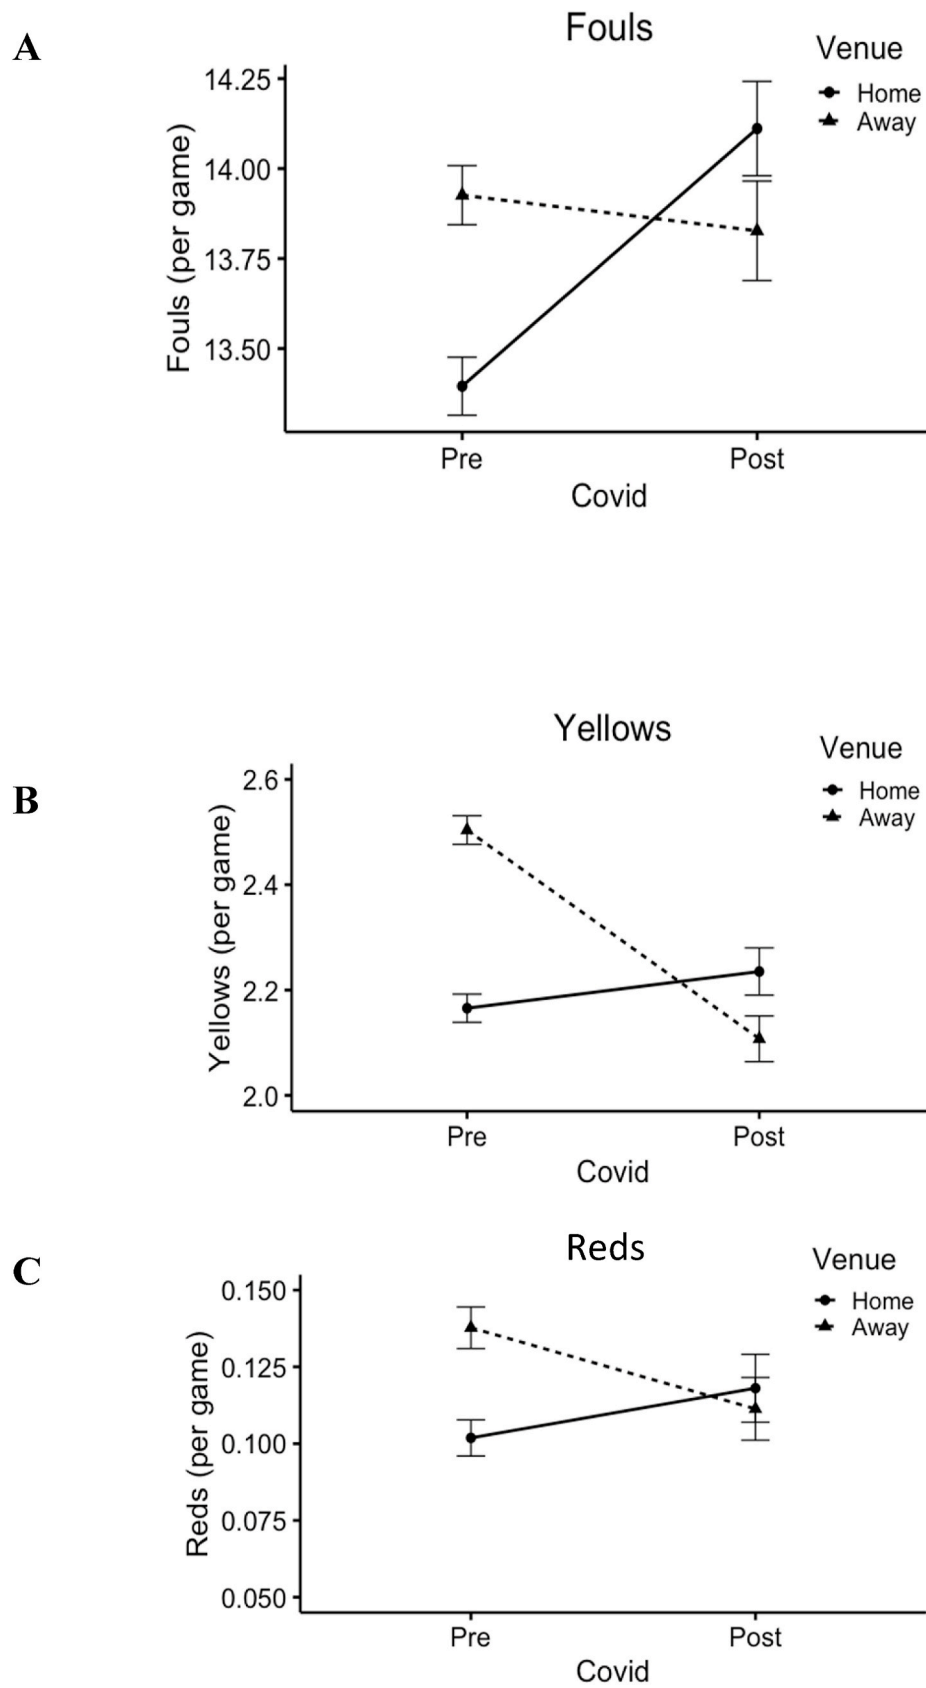 A
Fouls
Venue
Home
Away
14.25
14.00
13.75
13.50
Fouls (per game)
Pre
Post
Covid
B
Yellows
Venue
Home
Away
2.6
2.4
2.2
2.0
Yellows (per game)
Pre
Post
Covid
C
Reds
Venue
Home
Away
0.150
0.125
0.100
0.075
0.050
Reds (per game)
Pre
Post
Covid